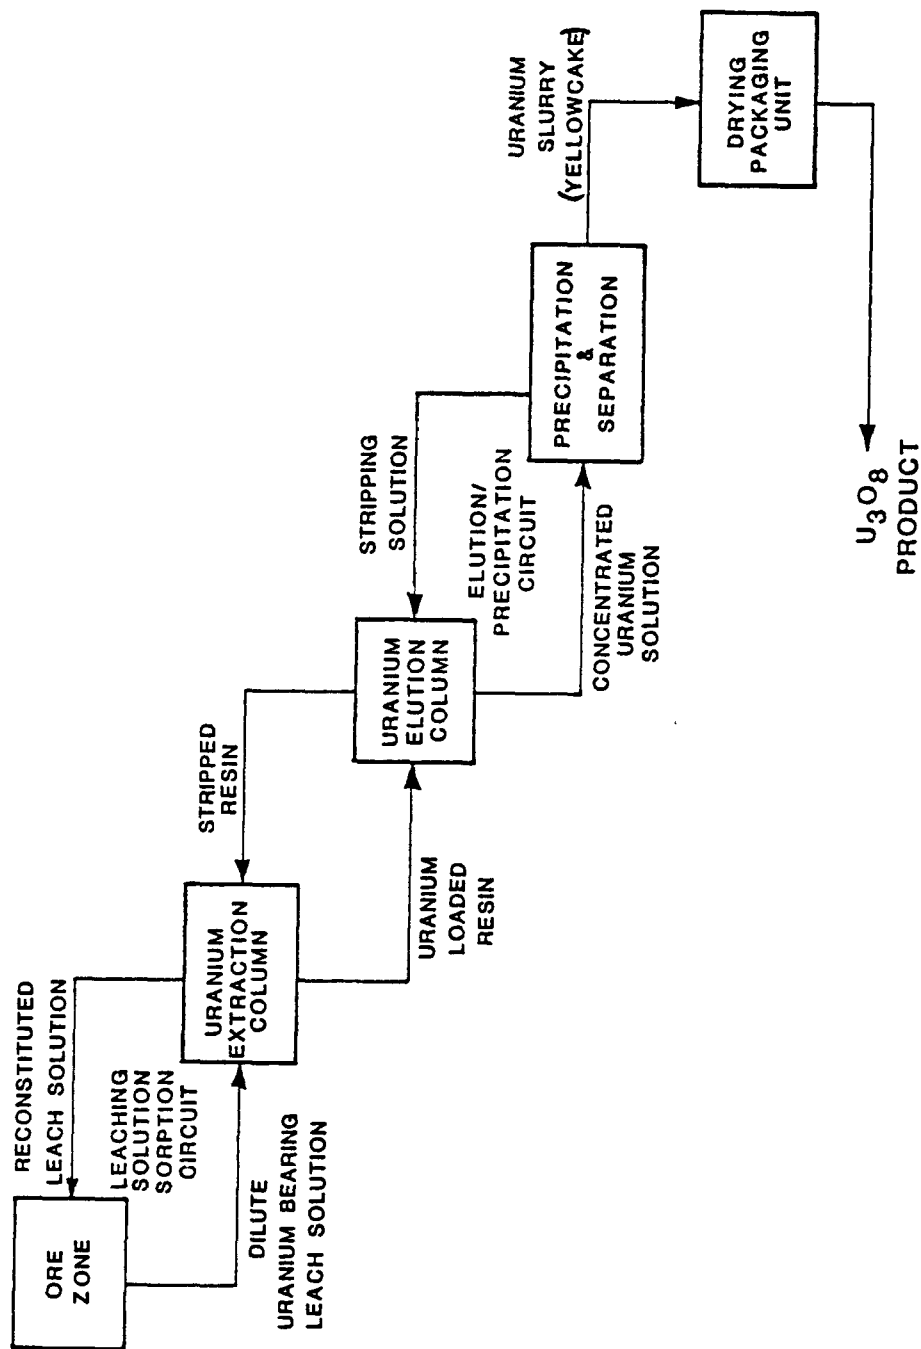 ORE
ZONE
RECONSTITUTED
LEACH SOLUTION
LEACHING
SOLUTION
SORPTION
CIRCUIT
DILUTE
URANIUM BEARING
LEACH SOLUTION
URANIUM
EXTRACTION
COLUMN
STRIPPED
RESIN
URANIUM
LOADED
RESIN
URANIUM
ELUTION
COLUMN
STRIPPING
SOLUTION
ELUTION/
PRECIPITATION
CIRCUIT
CONCENTRATED
URANIUM
SOLUTION
PRECIPITATION
&
SEPARATION
URANIUM
SLURRY
(YELLOWCAKE)
DRYING
PACKAGING
UNIT
U₃O₈
PRODUCT